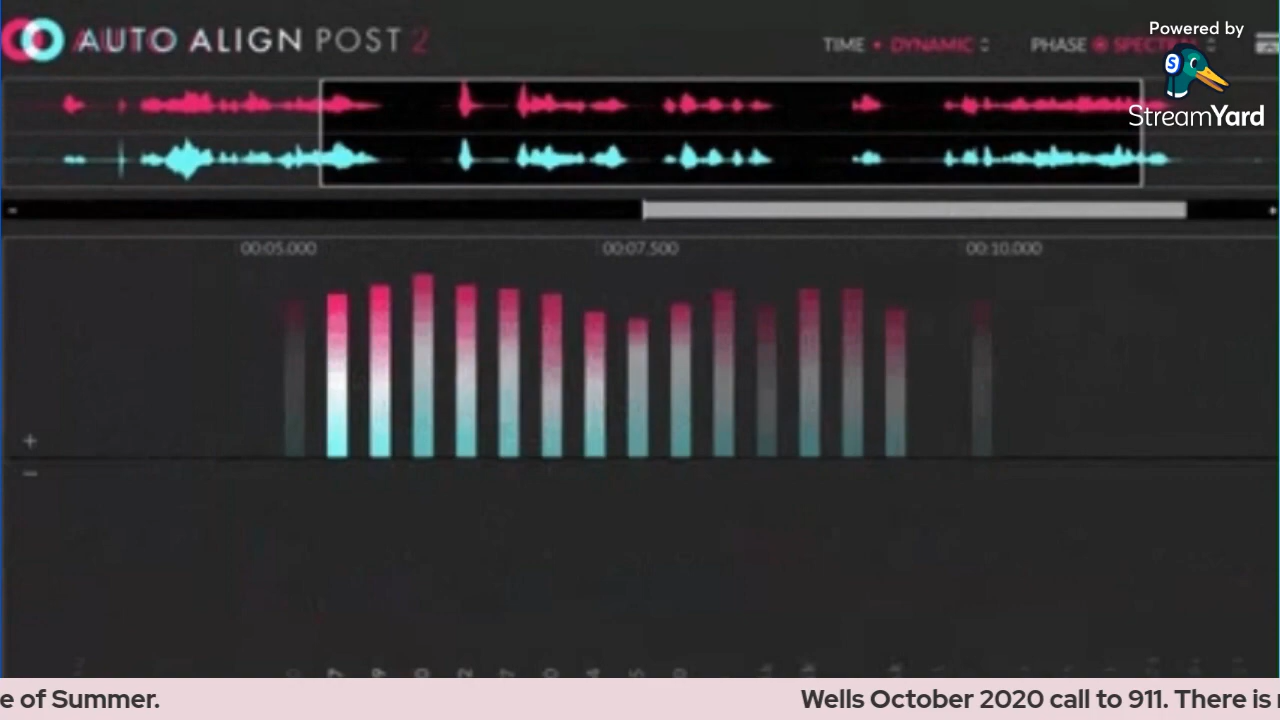 AUTO ALIGN POST 2
TIME • DYNAMIC
PHASE
Powered by
S
StreamYard
00:05.000
00:07.500
00:10.000
+
−
e of Summer.
Wells October 2020 call to 911. There is